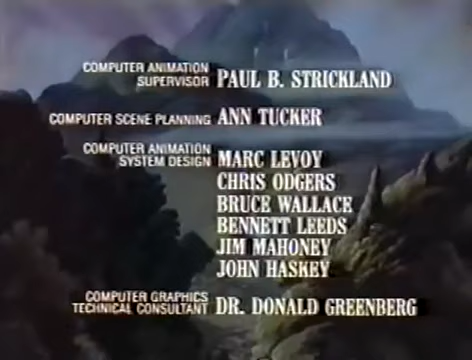 COMPUTER ANIMATION
SUPERVISOR PAUL B. STRICKLAND
COMPUTER SCENE PLANNING ANN TUCKER
COMPUTER ANIMATION
SYSTEM DESIGN MARC LEVOY
CHRIS ODGERS
BRUCE WALLACE
BENNETT LEEDS
JIM MAHONEY
JOHN HASKEY
COMPUTER GRAPHICS
TECHNICAL CONSULTANT DR. DONALD GREENBERG